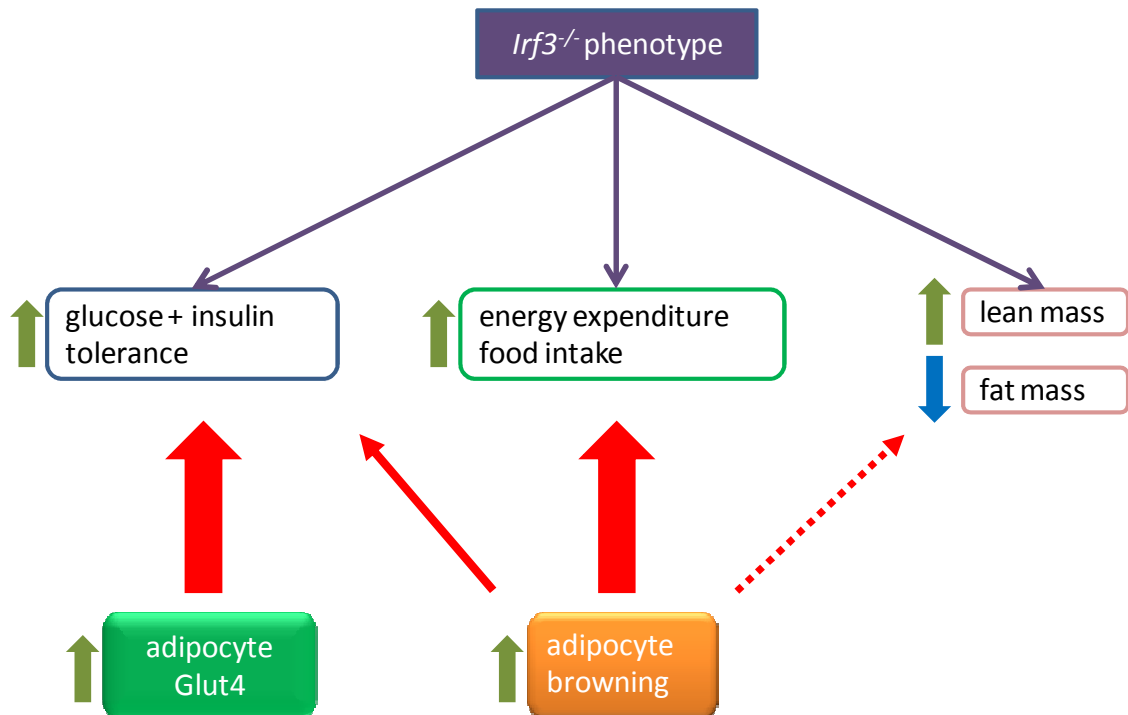 Irf3-/- phenotype
glucose + insulin
tolerance
energy expenditure
food intake
lean mass
fat mass
adipocyte
Glut4
adipocyte
browning